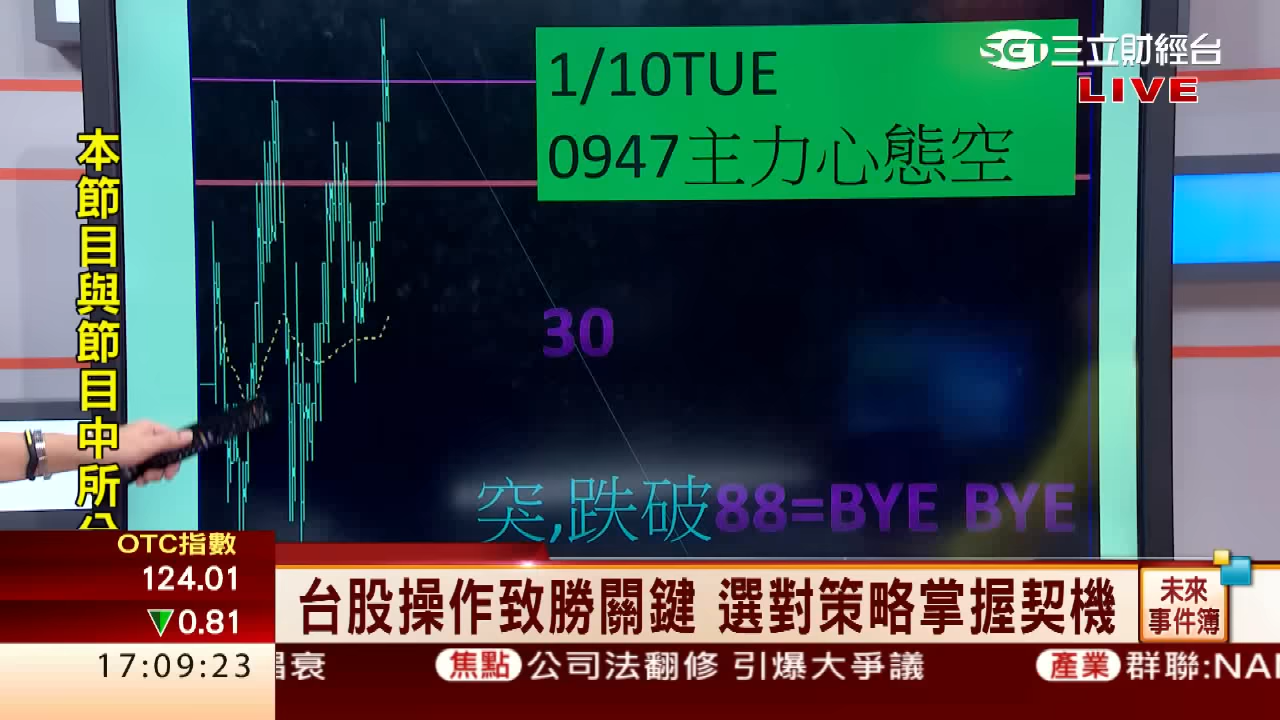 SET三立財經台
LIVE
1/10TUE
0947主力心態空
本節目與節目中所
30
突,跌破88=BYE BYE
OTC指數
124.01
▼0.81
17:09:23
台股操作致勝關鍵 選對策略掌握契機
未來
事件簿
衰 焦點 公司法翻修 引爆大爭議 產業 群聯:NA